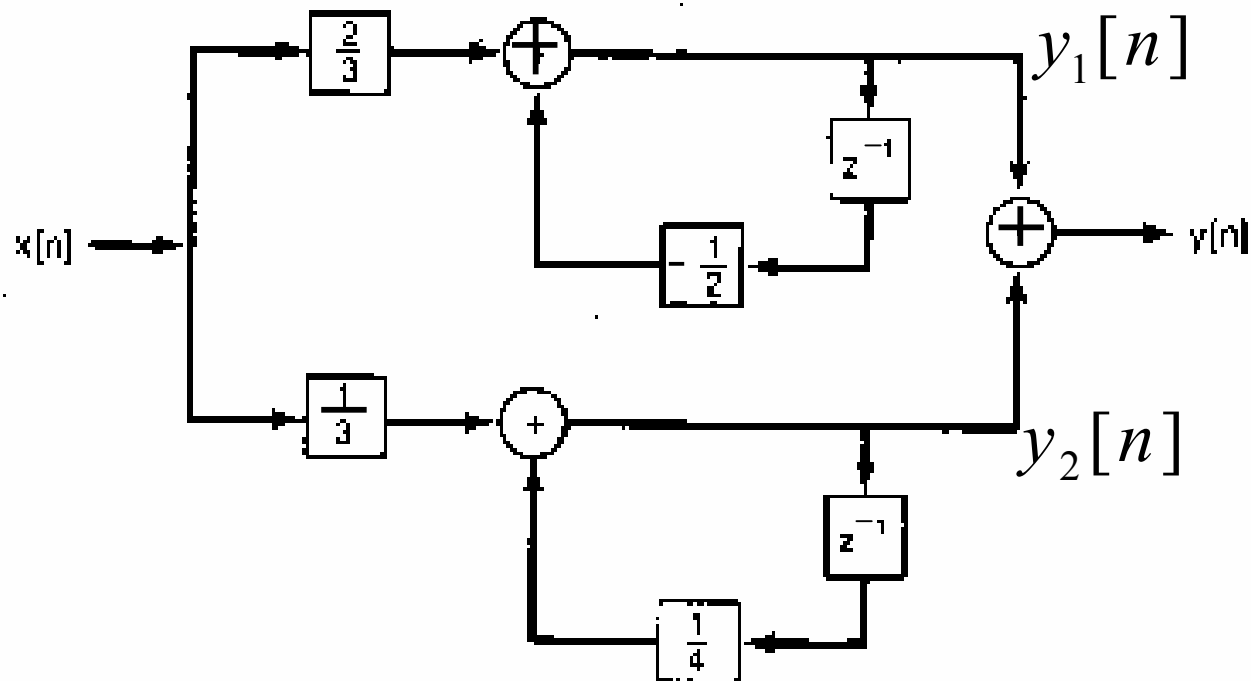 2/3
+
y₁[n]
z⁻¹
x[n]
- 1/2
+
y[n]
1/3
+
y₂[n]
z⁻¹
1/4